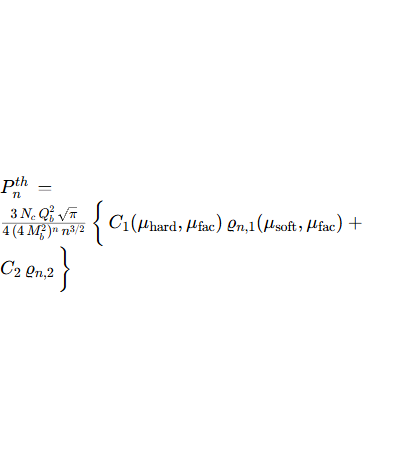 $P_n^{th} =$
$\frac{3\, N_c\, Q_b^2\, \sqrt{\pi}}{4\, (4\, M_b^2)^n\, n^{3/2}} \Big\{ C_1(\mu_{\rm hard}, \mu_{\rm fac})\, \varrho_{n,1}(\mu_{\rm soft}, \mu_{\rm fac}) +$
$C_2\, \varrho_{n,2} \Big\}$